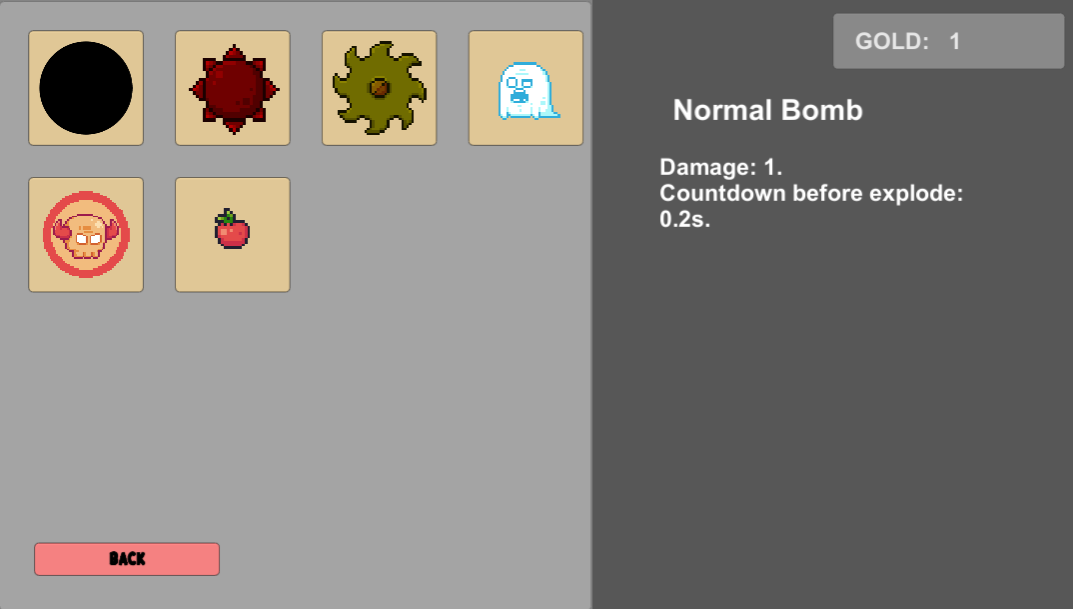 GOLD: 1
Normal Bomb
Damage: 1.
Countdown before explode:
0.2s.
BACK